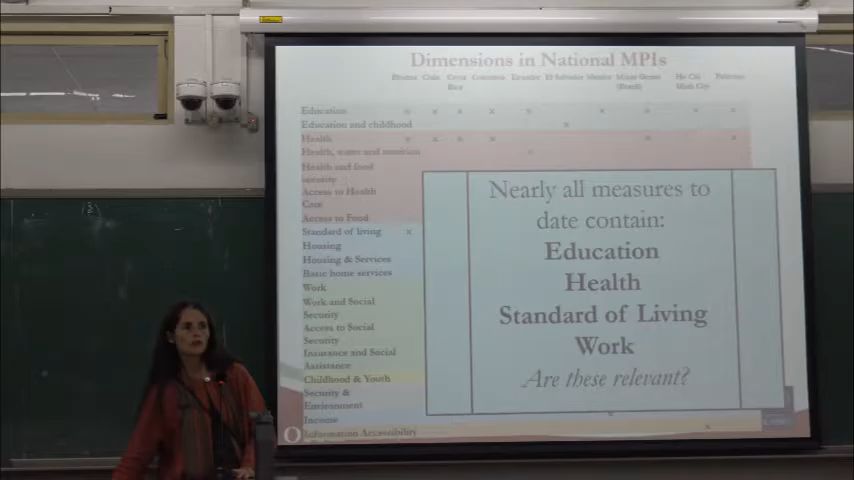 Dimensions in National MPIs
Bhutan Chile Costa Colombia Ecuador El Salvador Mexico Minas Gerais Ho Chi Pakistan
Rica (Brazil) Minh City
Education × × × × × × × × ×
Education and childhood ×
Health × × × × × ×
Health, water and
Health and food
security
Access to Health
Care
Access to Food
Standard of living ×
Housing
Housing & Services
Basic home services
Work
Work and Social
Security
Access to Social
Security
Insurance and Social
Assistance
Childhood & Youth
Security &
Environment
Income
Information Accessibility ×
Nearly all measures to
date contain:
Education
Health
Standard of Living
Work
Are these relevant?